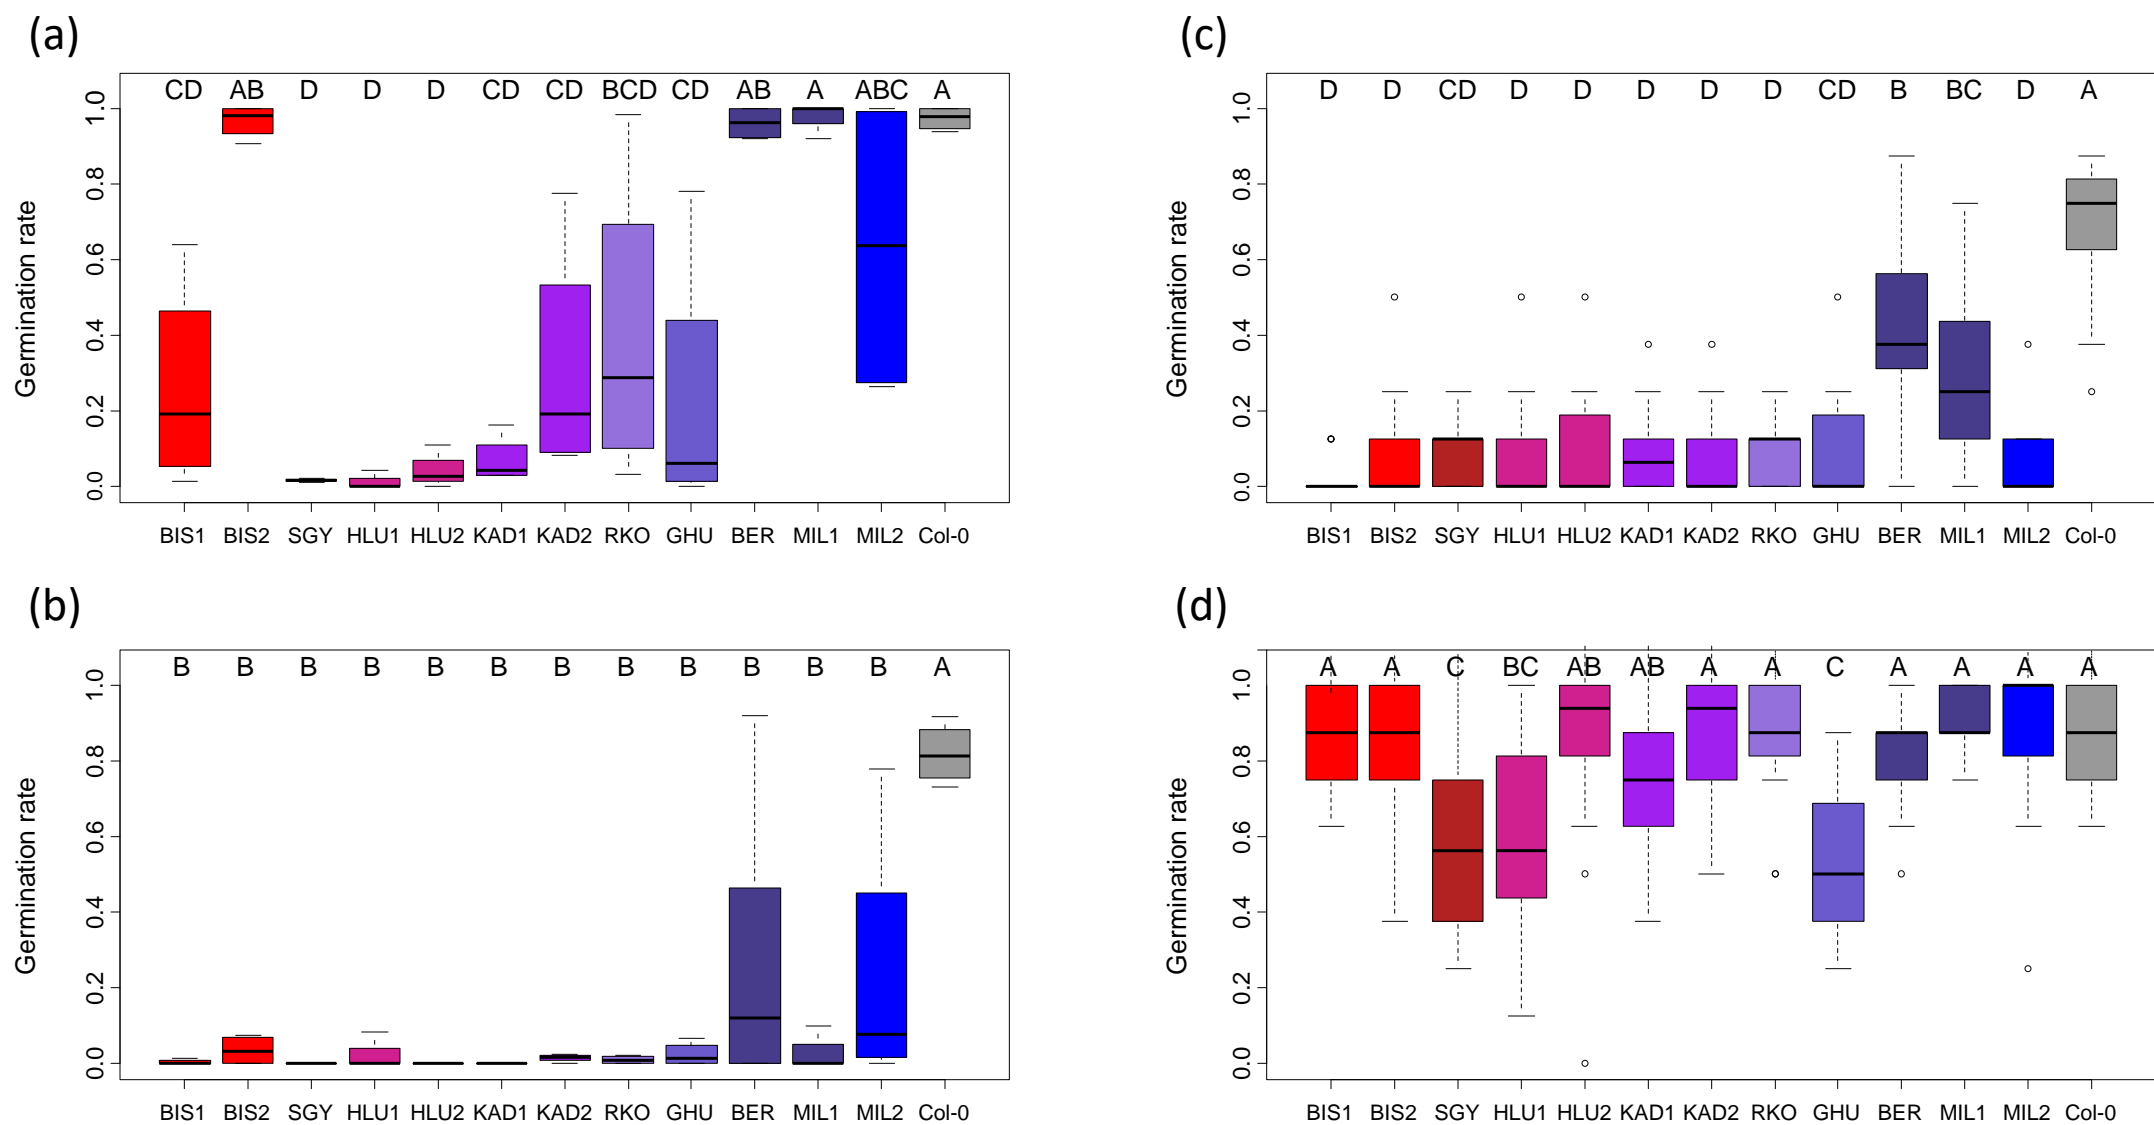 (a)
CD AB D D D CD CD BCD CD AB A ABC A
Germination rate
1.0
0.8
0.6
0.4
0.2
0.0
BIS1 BIS2 SGY HLU1 HLU2 KAD1 KAD2 RKO GHU BER MIL1 MIL2 Col-0
(b)
B B B B B B B B B B B B A
Germination rate
1.0
0.8
0.6
0.4
0.2
0.0
BIS1 BIS2 SGY HLU1 HLU2 KAD1 KAD2 RKO GHU BER MIL1 MIL2 Col-0
(c)
D D CD D D D D D CD B BC D A
Germination rate
1.0
0.8
0.6
0.4
0.2
0.0
BIS1 BIS2 SGY HLU1 HLU2 KAD1 KAD2 RKO GHU BER MIL1 MIL2 Col-0
(d)
A A C BC AB AB A A C A A A A
Germination rate
1.0
0.8
0.6
0.4
0.2
0.0
BIS1 BIS2 SGY HLU1 HLU2 KAD1 KAD2 RKO GHU BER MIL1 MIL2 Col-0